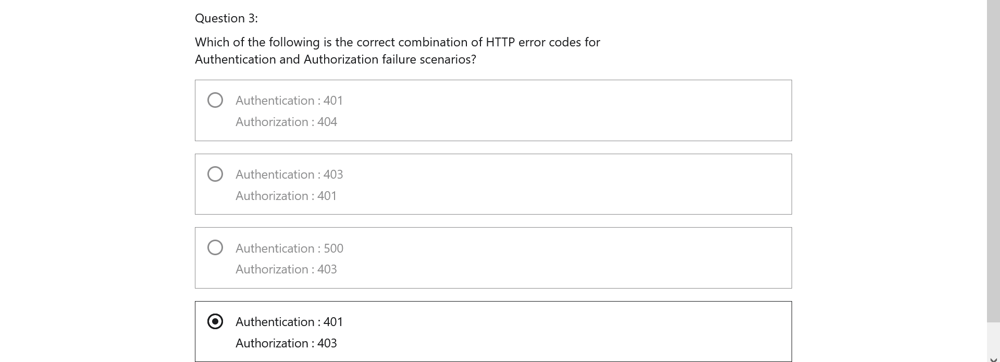 Question 3:
Which of the following is the correct combination of HTTP error codes for
Authentication and Authorization failure scenarios?
Authentication : 401
Authorization : 404
Authentication : 403
Authorization : 401
Authentication : 500
Authorization : 403
Authentication : 401
Authorization : 403